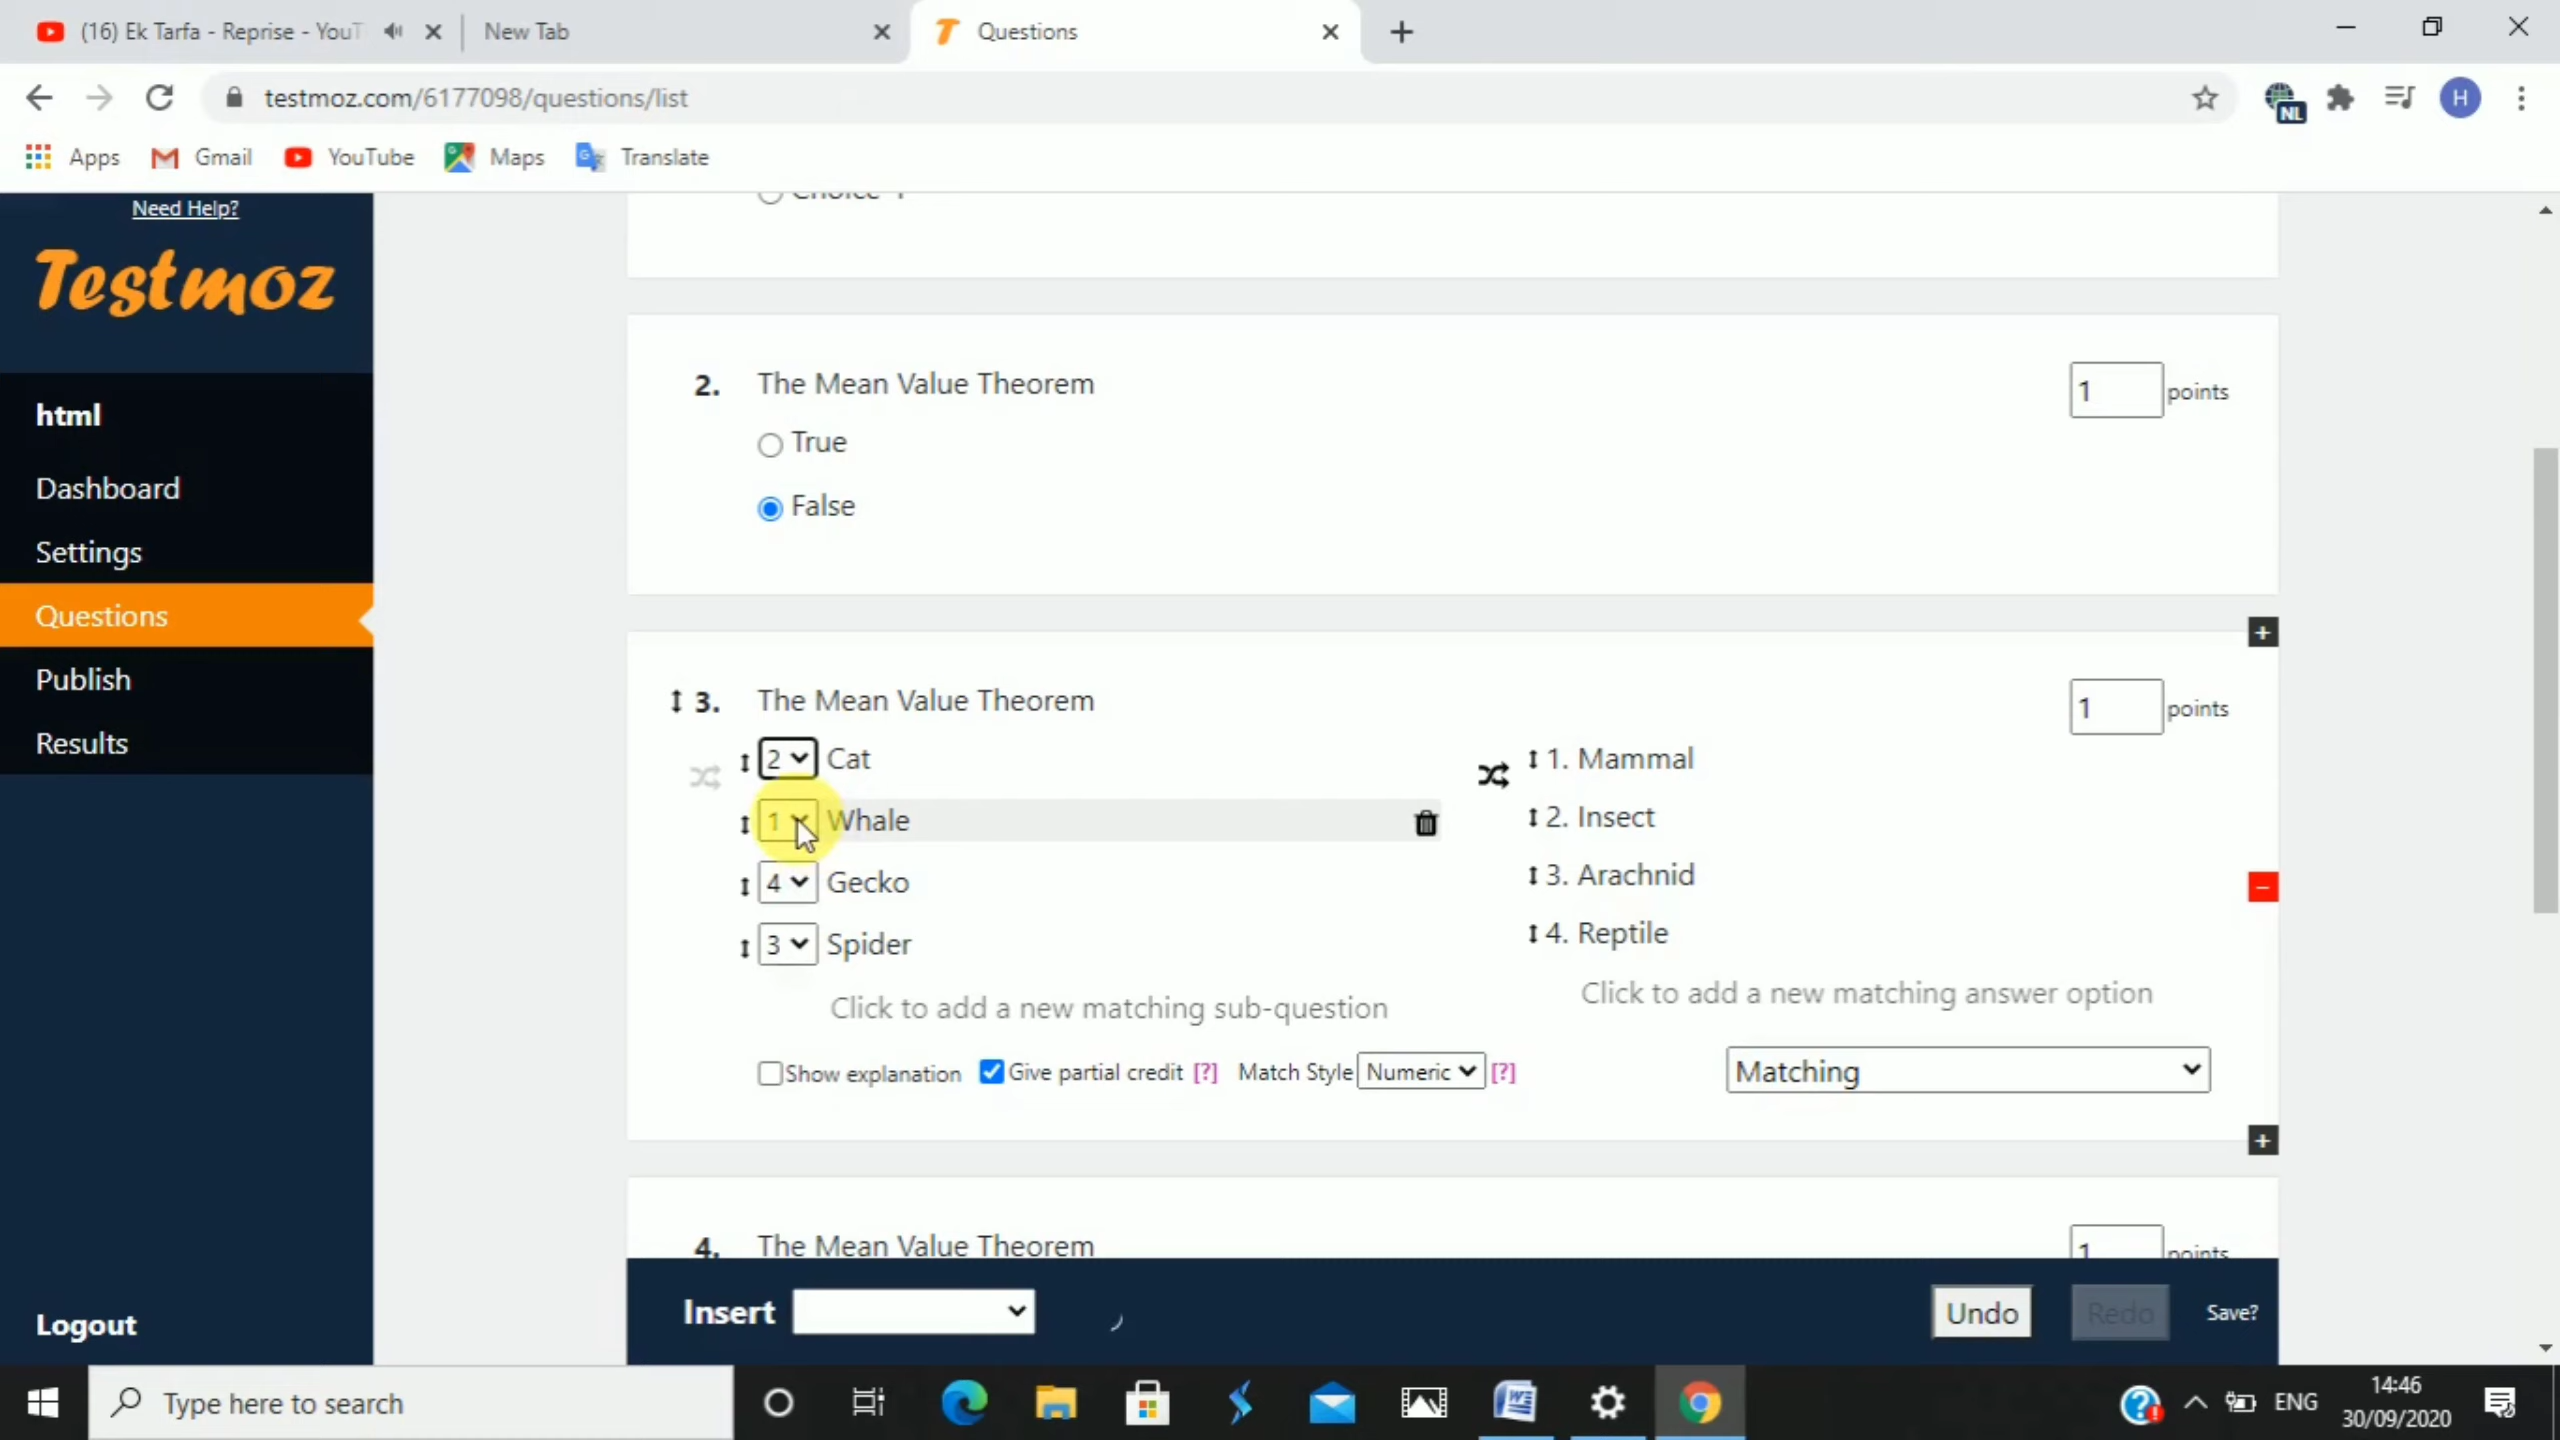 (16) Ek Tarfa - Reprise - YouT
New Tab
Questions
testmoz.com/6177098/questions/list
NL
H
Apps
Gmail
YouTube
Maps
Translate
Need Help?
Testmoz
html
Dashboard
Settings
Questions
Publish
Results
Logout
2. The Mean Value Theorem
1 points
True
False
3. The Mean Value Theorem
1 points
2 Cat
1 Whale
4 Gecko
3 Spider
Click to add a new matching sub-question
1. Mammal
2. Insect
3. Arachnid
4. Reptile
Click to add a new matching answer option
Show explanation Give partial credit [?] Match Style Numeric [?]
Matching
4. The Mean Value Theorem
1 points
Insert
Undo
Redo
Save?
Type here to search
ENG
14:46
30/09/2020